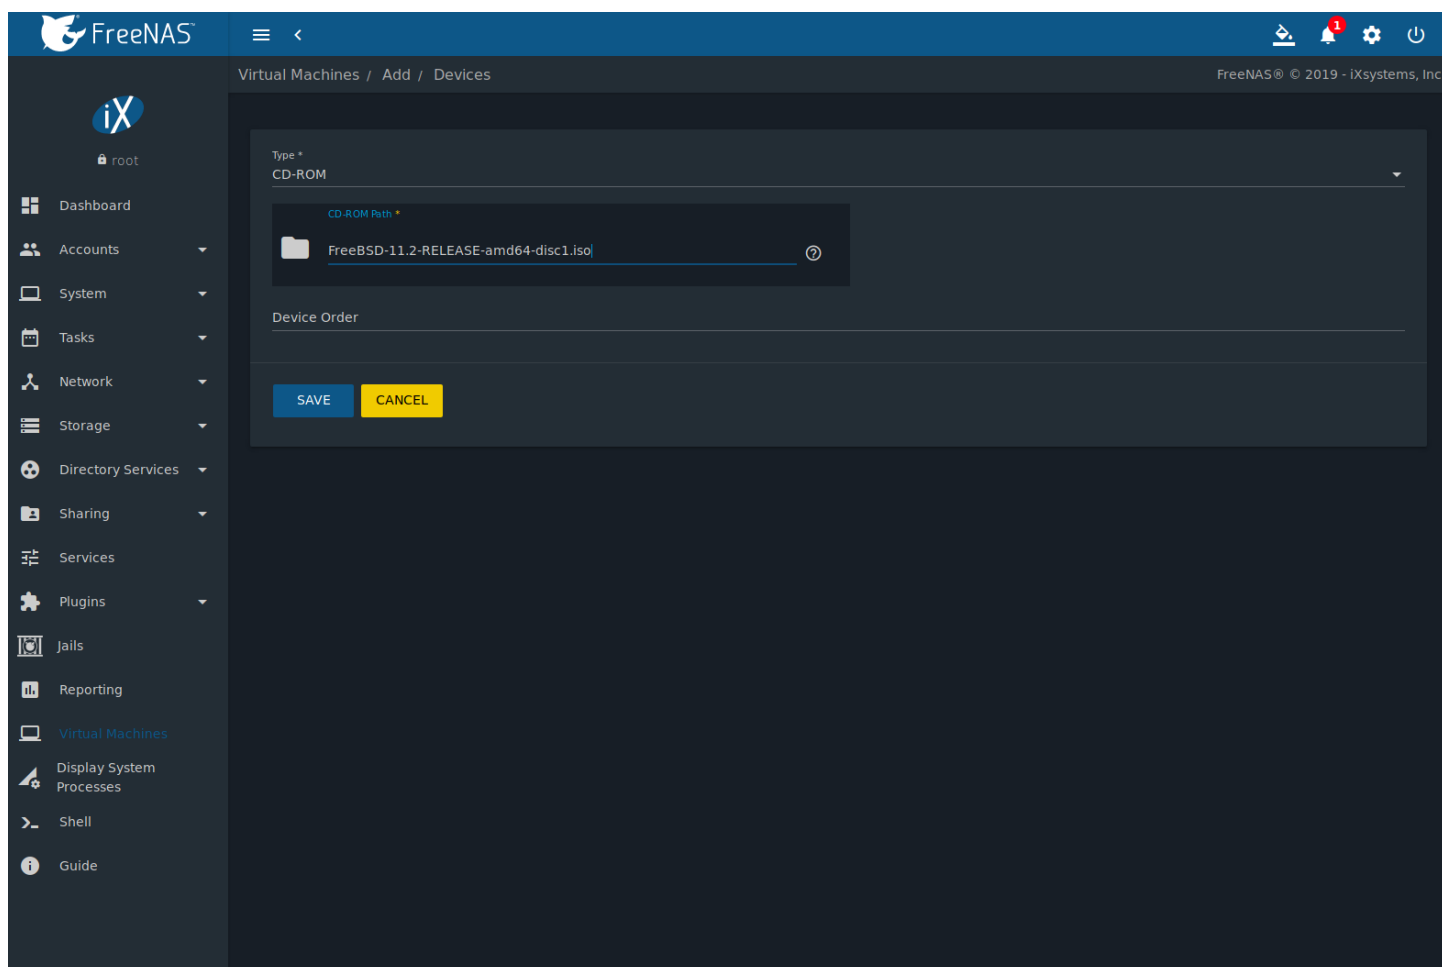 FreeNAS™
1
Virtual Machines / Add / Devices
FreeNAS® © 2019 - iXsystems, Inc
iX
root
Dashboard
Accounts
System
Tasks
Network
Storage
Directory Services
Sharing
Services
Plugins
Jails
Reporting
Virtual Machines
Display System
Processes
Shell
Guide
Type *
CD-ROM
CD-ROM Path *
FreeBSD-11.2-RELEASE-amd64-disc1.iso
Device Order
SAVE CANCEL